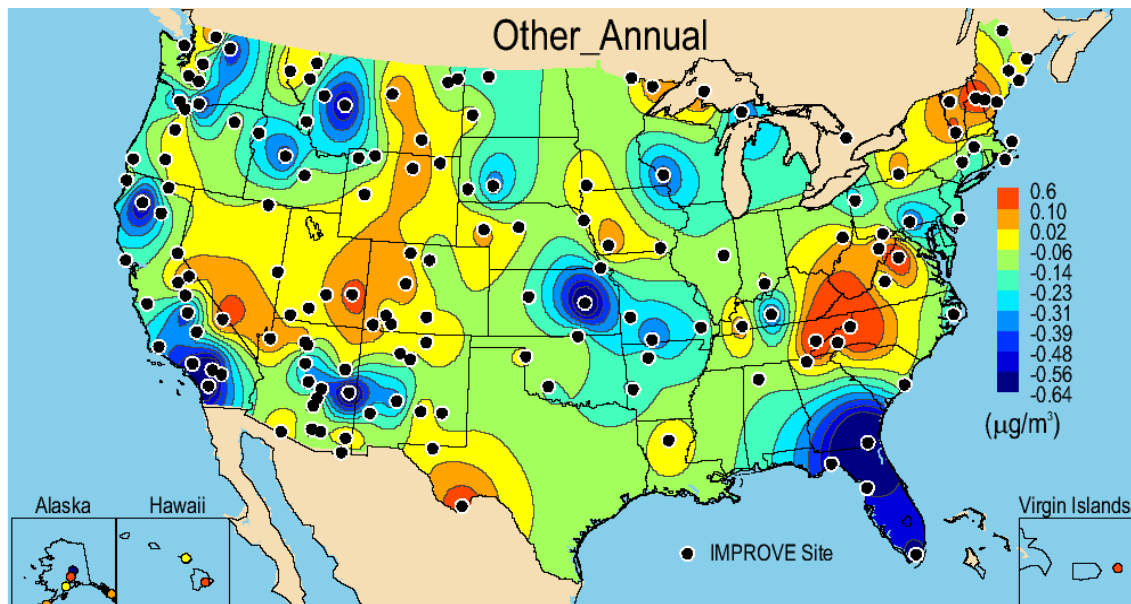 Other_Annual
0.6
0.10
0.02
-0.06
-0.14
-0.23
-0.31
-0.39
-0.48
-0.56
-0.64
(μg/m³)
Alaska
Hawaii
Virgin Islands
IMPROVE Site